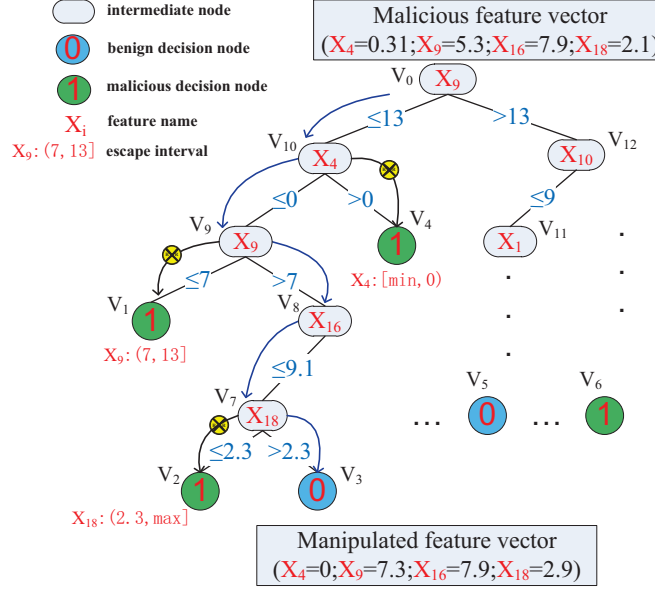 intermediate node
0 benign decision node
1 malicious decision node
Xi feature name
X9:(7,13] escape interval
Malicious feature vector
(X4=0.31;X9=5.3;X16=7.9;X18=2.1)
V0 X9
≤13 >13
V10 X4
X10 V12
≤0 >0
≤9
V9 X9
1 V4
X1 V11
X4:[min,0)
≤7 >7
V1 1
V8 X16
X9:(7,13]
≤9.1
V7 X18
... V5 0 ... V6 1
≤2.3 >2.3
V2 1
0 V3
X18:(2.3,max]
Manipulated feature vector
(X4=0;X9=7.3;X16=7.9;X18=2.9)